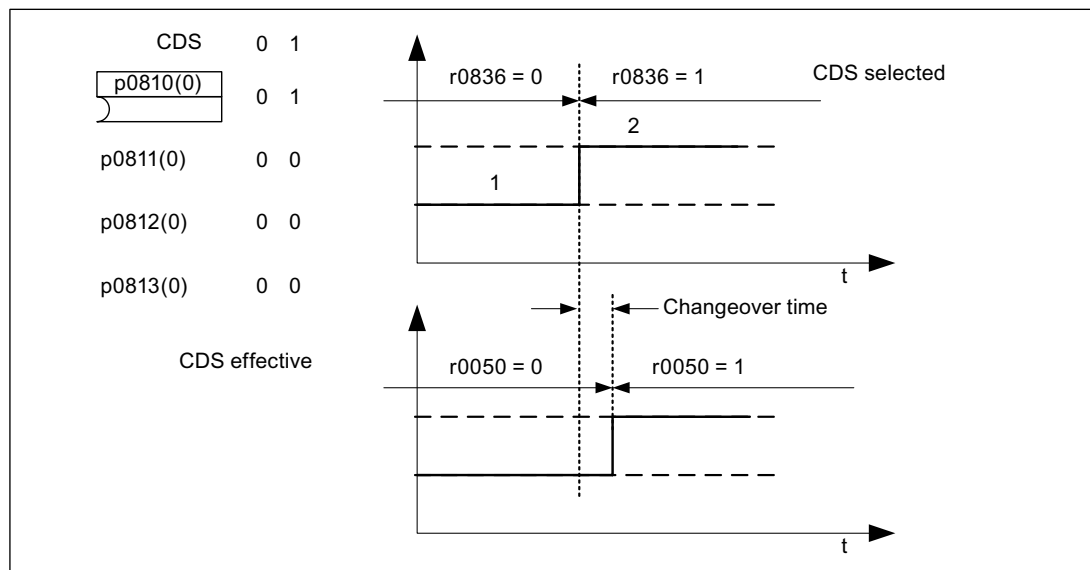 CDS 0 1
p0810(0) 0 1
p0811(0) 0 0
p0812(0) 0 0
p0813(0) 0 0
CDS effective
r0836 = 0 r0836 = 1 CDS selected
2
1
t
Changeover time
r0050 = 0 r0050 = 1
t